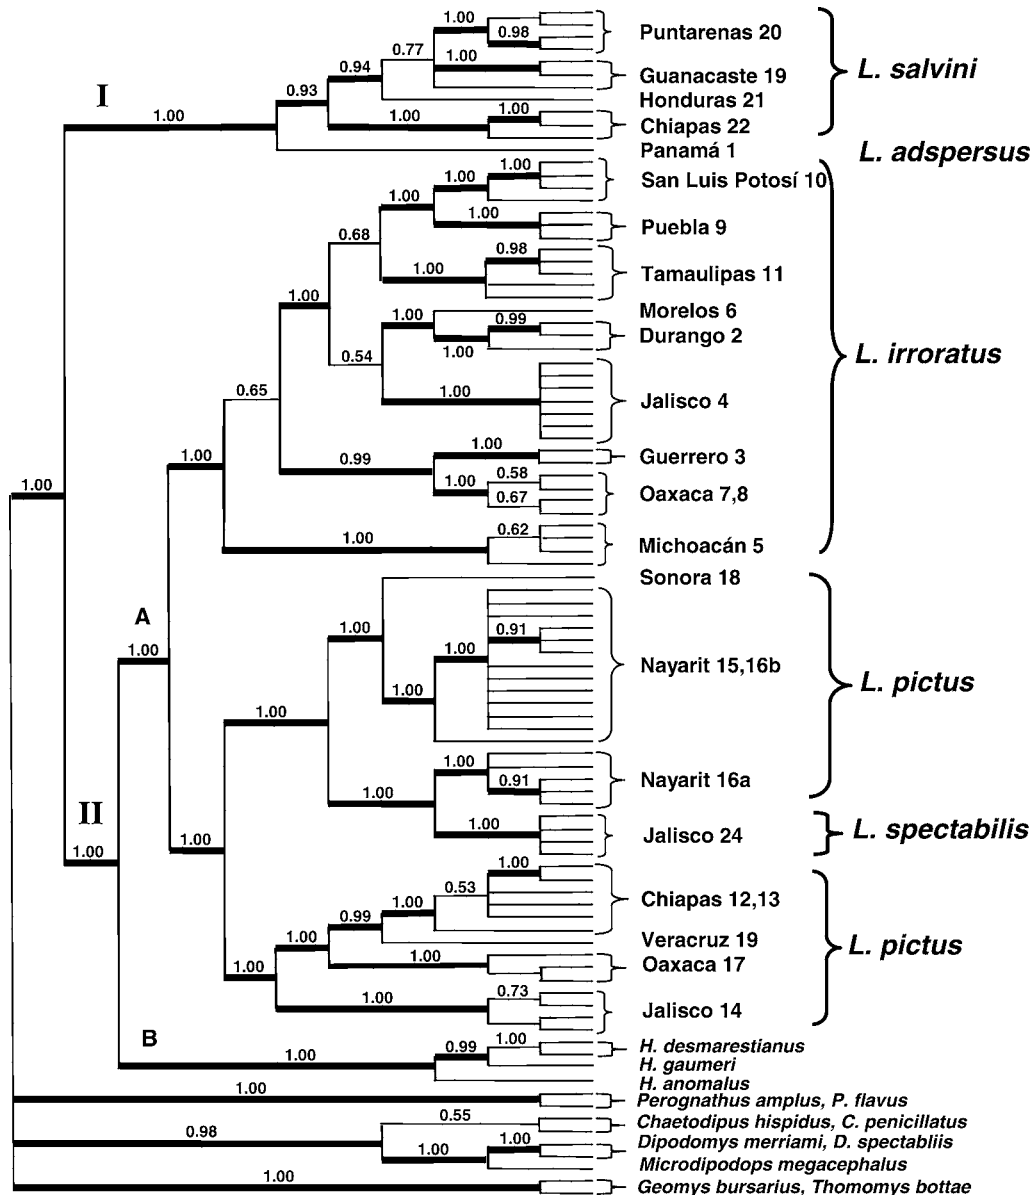 1.00
0.98
Puntarenas 20
0.77
1.00
Guanacaste 19
L. salvini
0.94
Honduras 21
I
0.93
1.00
1.00
1.00
Chiapas 22
Panamá 1
L. adspersus
1.00
1.00
San Luis Potosí 10
1.00
1.00
Puebla 9
0.68
0.98
1.00
Tamaulipas 11
1.00
Morelos 6
1.00
0.99
Durango 2
1.00
0.54
L. irroratus
0.65
1.00
Jalisco 4
1.00
Guerrero 3
1.00
0.99
0.58
1.00
0.67
Oaxaca 7,8
1.00
0.62
1.00
Michoacán 5
Sonora 18
A
1.00
0.91
1.00
1.00
Nayarit 15,16b
1.00
L. pictus
1.00
1.00
0.91
Nayarit 16a
1.00
II
1.00
1.00
1.00
Jalisco 24
L. spectabilis
1.00
0.53
Chiapas 12,13
1.00
0.99
Veracruz 19
L. pictus
1.00
1.00
Oaxaca 17
1.00
0.73
1.00
Jalisco 14
B
1.00
H. desmarestianus
0.99
1.00
H. gaumeri
H. anomalus
1.00
Perognathus amplus, P. flavus
0.55
Chaetodipus hispidus, C. penicillatus
0.98
1.00
Dipodomys merriami, D. spectabliis
1.00
Microdipodops megacephalus
1.00
Geomys bursarius, Thomomys bottae